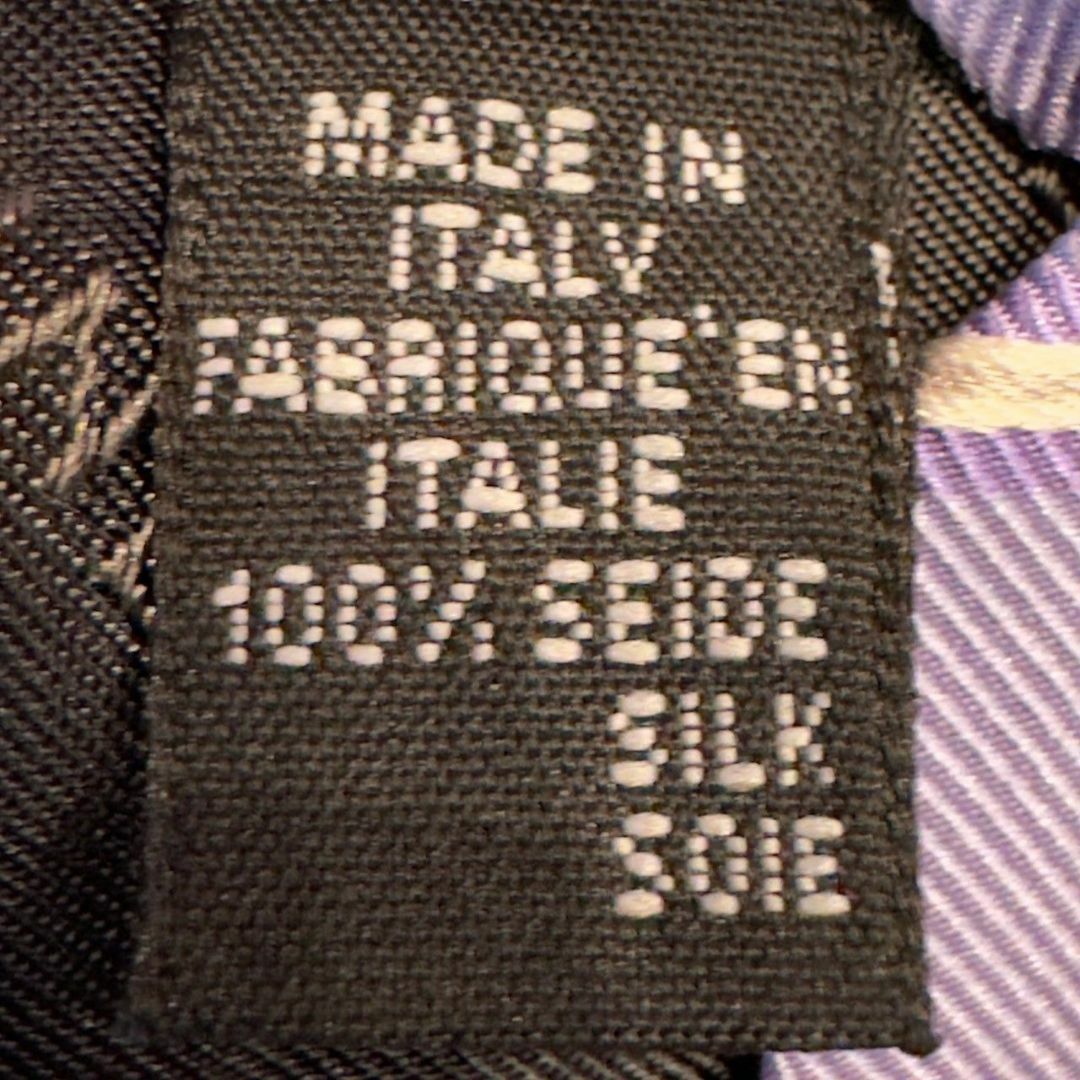 MADE IN
ITALY
FABRIQUE'EN
ITALIE
100% SEIDE
SILK
SOIE